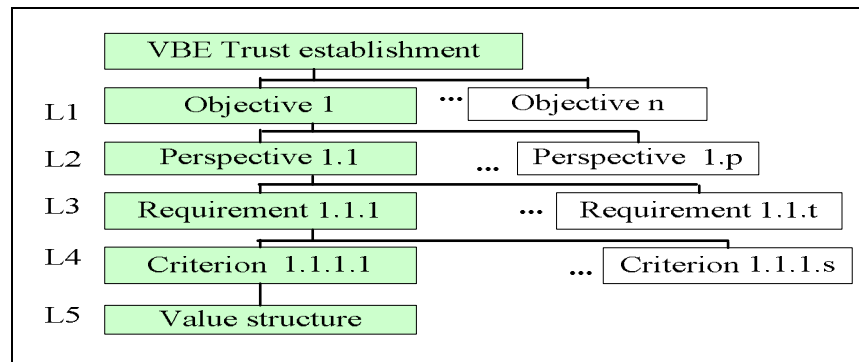 VBE Trust establishment
L1 Objective 1 ... Objective n
L2 Perspective 1.1 ... Perspective 1.p
L3 Requirement 1.1.1 ... Requirement 1.1.t
L4 Criterion 1.1.1.1 ... Criterion 1.1.1.s
L5 Value structure